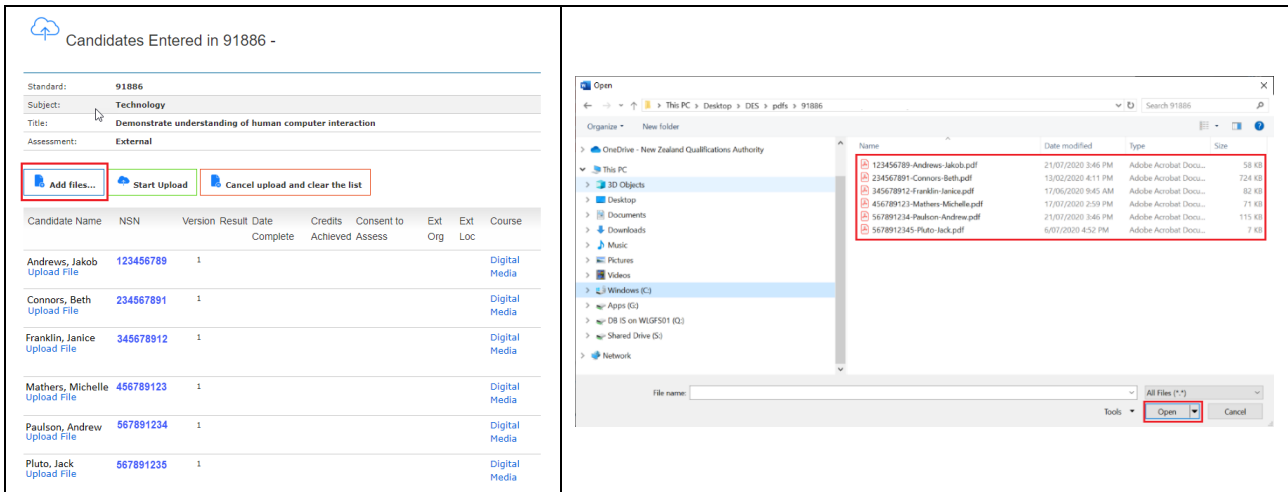 Candidates Entered in 91886 -
Standard: 91886
Subject: Technology
Title: Demonstrate understanding of human computer interaction
Assessment: External
Add files... Start Upload Cancel upload and clear the list
Candidate Name NSN Version Result Date Credits Consent to Ext Ext Course
Complete Achieved Assess Org Loc
Andrews, Jakob 123456789 1 Digital
Upload File Media
Connors, Beth 234567891 1 Digital
Upload File Media
Franklin, Janice 345678912 1 Digital
Upload File Media
Mathers, Michelle 456789123 1 Digital
Upload File Media
Paulson, Andrew 567891234 1 Digital
Upload File Media
Pluto, Jack 567891235 1 Digital
Upload File Media
Open
This PC > Desktop > DES > pdfs > 91886 Search 91886
Organize New folder
Name Date modified Type Size
OneDrive - New Zealand Qualifications Authority
This PC
3D Objects
Desktop
Documents
Downloads
Music
Pictures
Videos
Windows (C:)
Apps (G:)
DB IS on WLGFS01 (Q:)
Shared Drive (S:)
Network
123456789-Andrews-Jakob.pdf 21/07/2020 3:46 PM Adobe Acrobat Docu... 58 KB
234567891-Connors-Beth.pdf 13/02/2020 4:11 PM Adobe Acrobat Docu... 724 KB
345678912-Franklin-Janice.pdf 17/06/2020 9:45 AM Adobe Acrobat Docu... 82 KB
456789123-Mathers-Michelle.pdf 17/07/2020 2:59 PM Adobe Acrobat Docu... 71 KB
567891234-Paulson-Andrew.pdf 21/07/2020 3:46 PM Adobe Acrobat Docu... 115 KB
5678912345-Pluto-Jack.pdf 6/07/2020 4:52 PM Adobe Acrobat Docu... 7 KB
File name: All Files (*.*)
Tools Open Cancel